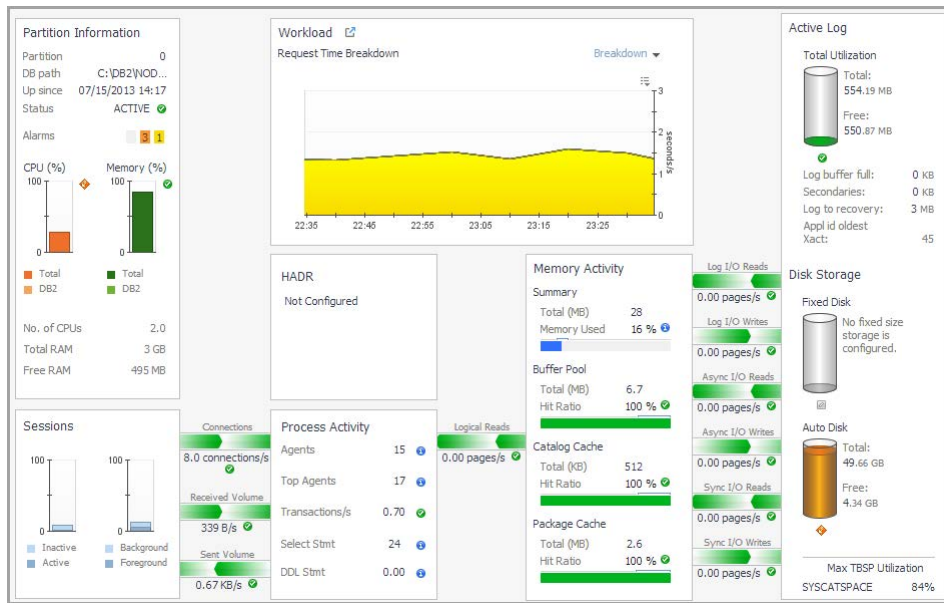 Partition Information
Partition 0
DB path C:\DB2\NOD...
Up since 07/15/2013 14:17
Status ACTIVE
Alarms 3 1
CPU (%) Memory (%)
100 100
0 0
Total Total
DB2 DB2
No. of CPUs 2.0
Total RAM 3 GB
Free RAM 495 MB
Sessions
100 100
0 0
Inactive Background
Active Foreground
Connections
8.0 connections/s
Received Volume
339 B/s
Sent Volume
0.67 KB/s
Workload
Request Time Breakdown Breakdown
3
2
1
0
seconds/s
22:35 22:45 22:55 23:05 23:15 23:25
HADR
Not Configured
Process Activity
Agents 15
Top Agents 17
Transactions/s 0.70
Select Stmt 24
DDL Stmt 0.00
Logical Reads
0.00 pages/s
Memory Activity
Summary
Total (MB) 28
Memory Used 16 %
Buffer Pool
Total (MB) 6.7
Hit Ratio 100 %
Catalog Cache
Total (KB) 512
Hit Ratio 100 %
Package Cache
Total (MB) 2.6
Hit Ratio 100 %
Log I/O Reads
0.00 pages/s
Log I/O Writes
0.00 pages/s
Async I/O Reads
0.00 pages/s
Async I/O Writes
0.00 pages/s
Sync I/O Reads
0.00 pages/s
Sync I/O Writes
0.00 pages/s
Active Log
Total Utilization
Total:
554.19 MB
Free:
550.87 MB
Log buffer full: 0 KB
Secondaries: 0 KB
Log to recovery: 3 MB
Appl id oldest
Xact: 45
Disk Storage
Fixed Disk
No fixed size
storage is
configured.
Auto Disk
Total:
49.66 GB
Free:
4.34 GB
Max TBSP Utilization
SYSCATSPACE 84%